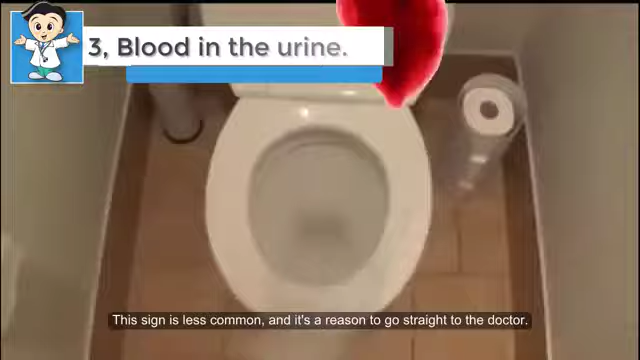 3, Blood in the urine.
This sign is less common, and it's a reason to go straight to the doctor.